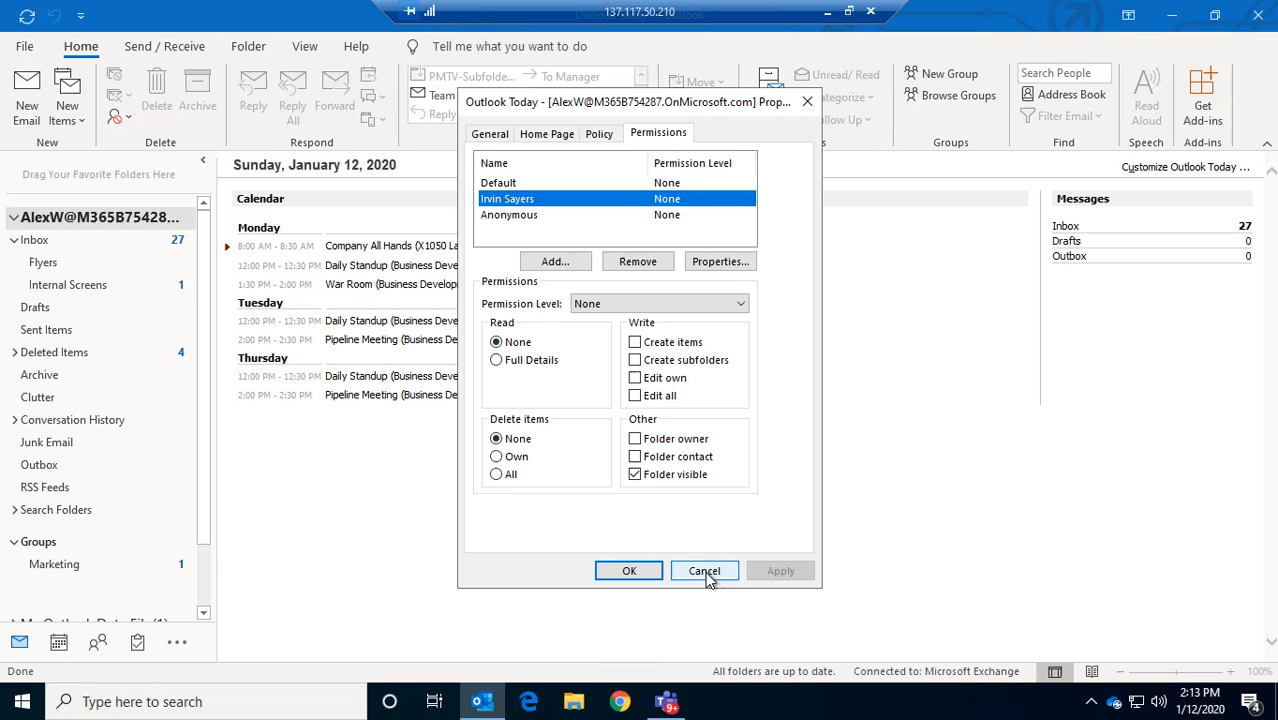 137.117.50.210
File Home Send / Receive Folder View Help Tell me what you want to do
New Email
New Items
Delete
Archive
Reply
Reply All
Forward
PMTV-Subfolde... To Manager
Team
Reply
Move
Unread/ Read
Categorize
Follow Up
New Group
Browse Groups
Search People
Address Book
Filter Email
Read Aloud
Get Add-ins
New Delete Respond Groups Find Speech Add-ins
Drag Your Favorite Folders Here
AlexW@M365B75428...
Inbox 27
Flyers
Internal Screens 1
Drafts
Sent Items
Deleted Items 4
Archive
Clutter
Conversation History
Junk Email
Outbox
RSS Feeds
Search Folders
Groups
Marketing 1
Sunday, January 12, 2020
Customize Outlook Today ...
Calendar
Monday
8:00 AM - 8:30 AM Company All Hands (X1050 La
12:00 PM - 12:30 PM Daily Standup (Business Deve
1:30 PM - 2:00 PM War Room (Business Develop
Tuesday
12:00 PM - 12:30 PM Daily Standup (Business Deve
2:00 PM - 2:30 PM Pipeline Meeting (Business De
Thursday
12:00 PM - 12:30 PM Daily Standup (Business Deve
2:00 PM - 2:30 PM Pipeline Meeting (Business De
Messages
Inbox 27
Drafts 0
Outbox 0
Outlook Today - [AlexW@M365B754287.OnMicrosoft.com] Prop...
General Home Page Policy Permissions
Name Permission Level
Default None
Irvin Sayers None
Anonymous None
Add... Remove Properties...
Permissions
Permission Level: None
Read
None
Full Details
Write
Create items
Create subfolders
Edit own
Edit all
Delete items
None
Own
All
Other
Folder owner
Folder contact
Folder visible
OK Cancel Apply
Done All folders are up to date. Connected to: Microsoft Exchange 100%
Type here to search
9+
2:13 PM
1/12/2020
4